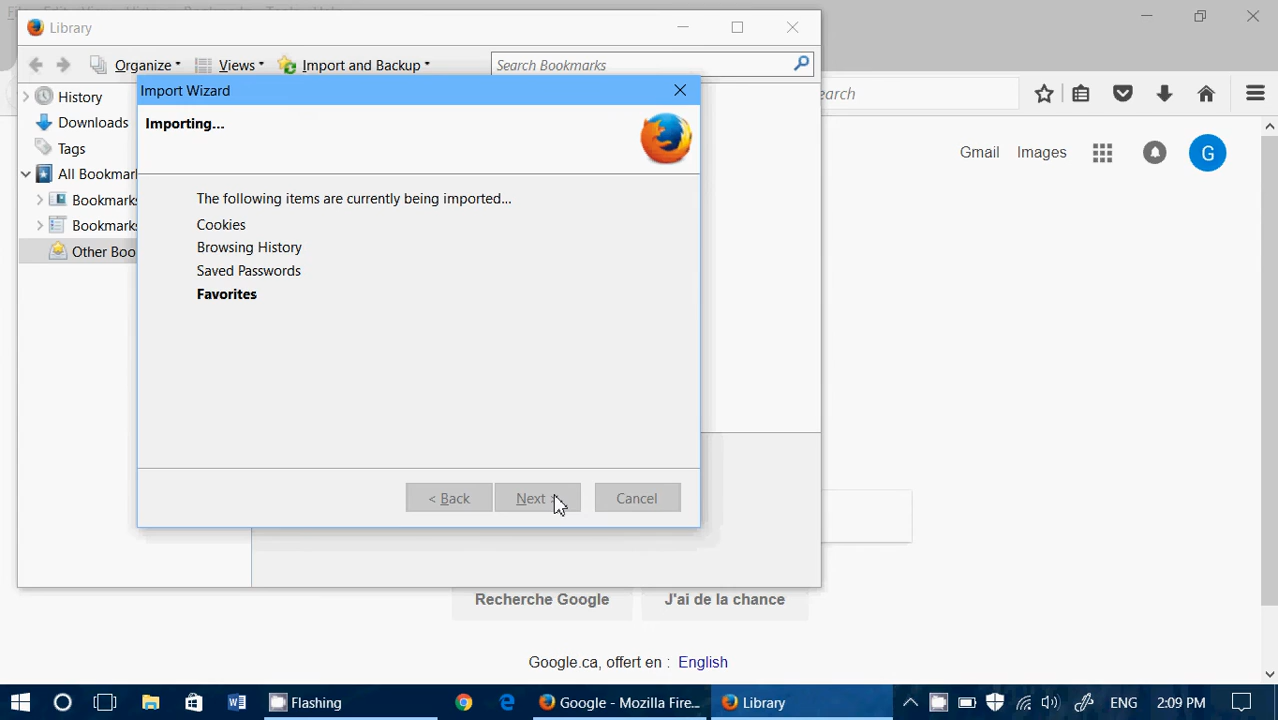 Library
Organize
Views
Import and Backup
Search Bookmarks
Import Wizard
earch
History
Importing...
Downloads
Tags
Gmail
Images
G
All Bookmar
The following items are currently being imported...
Bookmarks
Cookies
Bookmarks
Browsing History
Other Boo
Saved Passwords
Favorites
< Back
Next >
Cancel
Recherche Google
J'ai de la chance
Google.ca, offert en : English
Flashing
Google - Mozilla Fire...
Library
ENG
2:09 PM